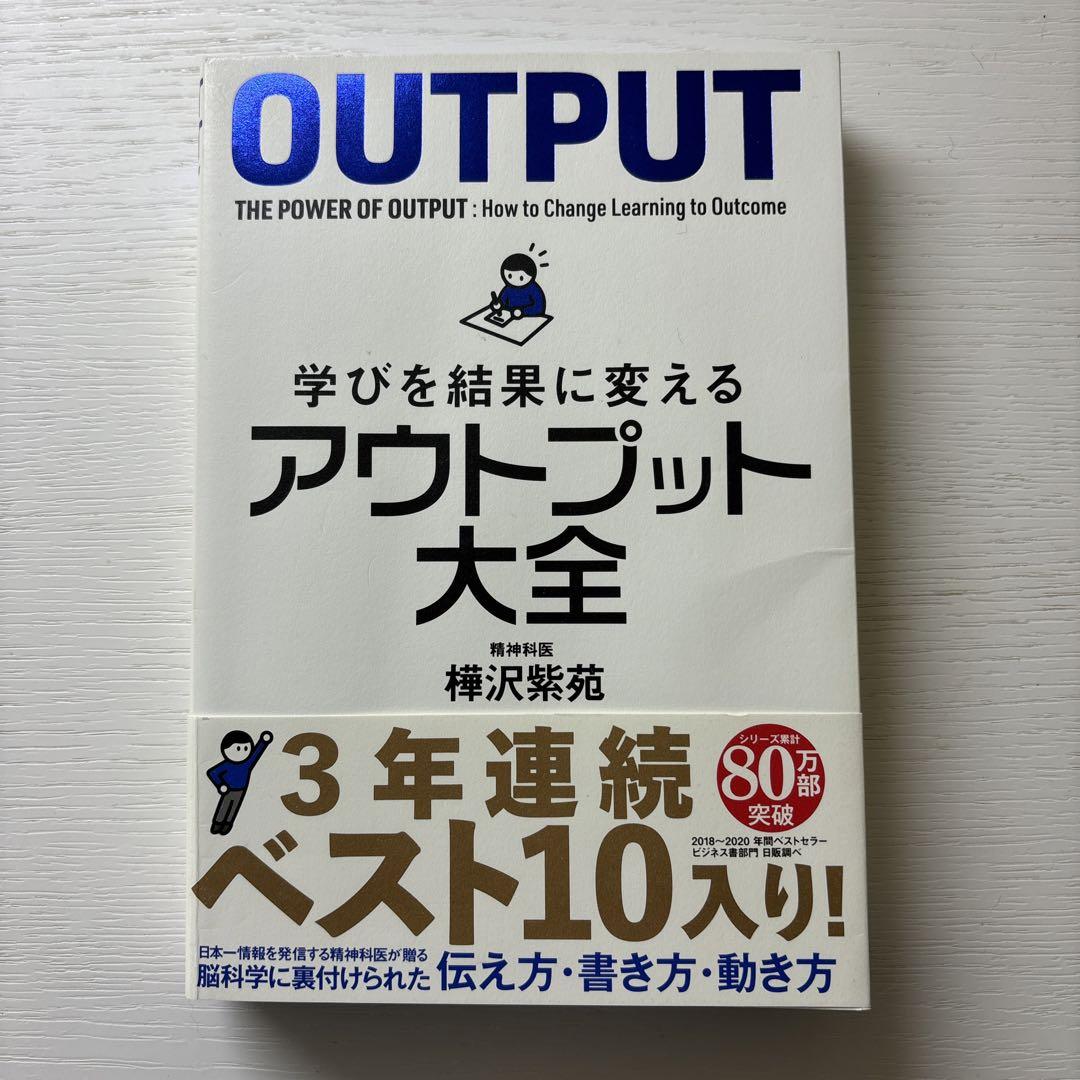 OUTPUT
THE POWER OF OUTPUT : How to Change Learning to Outcome
学びを結果に変える
アウトプット
大全
精神科医
樺沢紫苑
3年連続
ベスト10入り!
シリーズ累計
80万部
突破
2018〜2020 年間ベストセラー
ビジネス書部門 日販調べ
日本一情報を発信する精神科医が贈る
脳科学に裏付けられた 伝え方・書き方・動き方